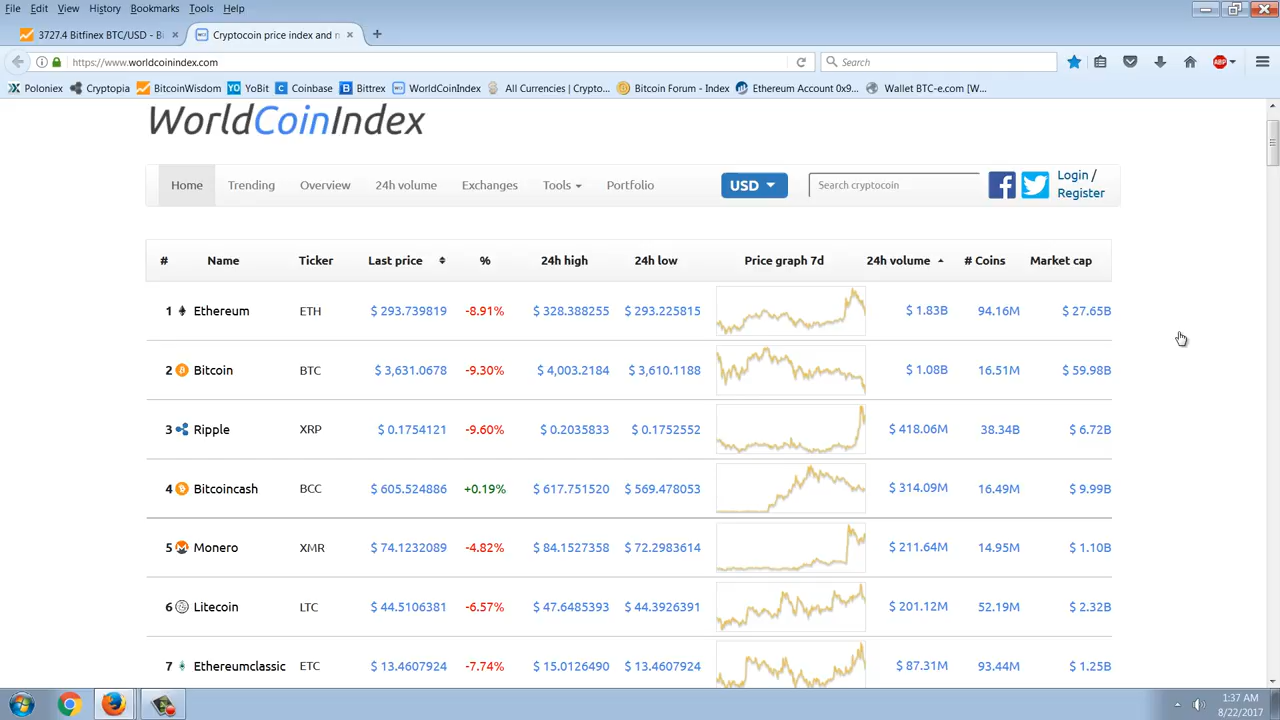 File Edit View History Bookmarks Tools Help
3727.4 Bitfinex BTC/USD - Bi × Cryptocoin price index and n ×
https://www.worldcoinindex.com Search ABP
Poloniex Cryptopia BitcoinWisdom YO YoBit Coinbase Bittrex WorldCoinIndex All Currencies | Crypto... Bitcoin Forum - Index Ethereum Account 0x9... Wallet BTC-e.com [W...
WorldCoinIndex
Home Trending Overview 24h volume Exchanges Tools Portfolio USD Search cryptocoin Login / Register
# Name Ticker Last price % 24h high 24h low Price graph 7d 24h volume # Coins Market cap
1 Ethereum ETH $ 293.739819 -8.91% $ 328.388255 $ 293.225815 $ 1.83B 94.16M $ 27.65B
2 Bitcoin BTC $ 3,631.0678 -9.30% $ 4,003.2184 $ 3,610.1188 $ 1.08B 16.51M $ 59.98B
3 Ripple XRP $ 0.1754121 -9.60% $ 0.2035833 $ 0.1752552 $ 418.06M 38.34B $ 6.72B
4 Bitcoincash BCC $ 605.524886 +0.19% $ 617.751520 $ 569.478053 $ 314.09M 16.49M $ 9.99B
5 Monero XMR $ 74.1232089 -4.82% $ 84.1527358 $ 72.2983614 $ 211.64M 14.95M $ 1.10B
6 Litecoin LTC $ 44.5106381 -6.57% $ 47.6485393 $ 44.3926391 $ 201.12M 52.19M $ 2.32B
7 Ethereumclassic ETC $ 13.4607924 -7.74% $ 15.0126490 $ 13.4607924 $ 87.31M 93.44M $ 1.25B
1:37 AM
8/22/2017